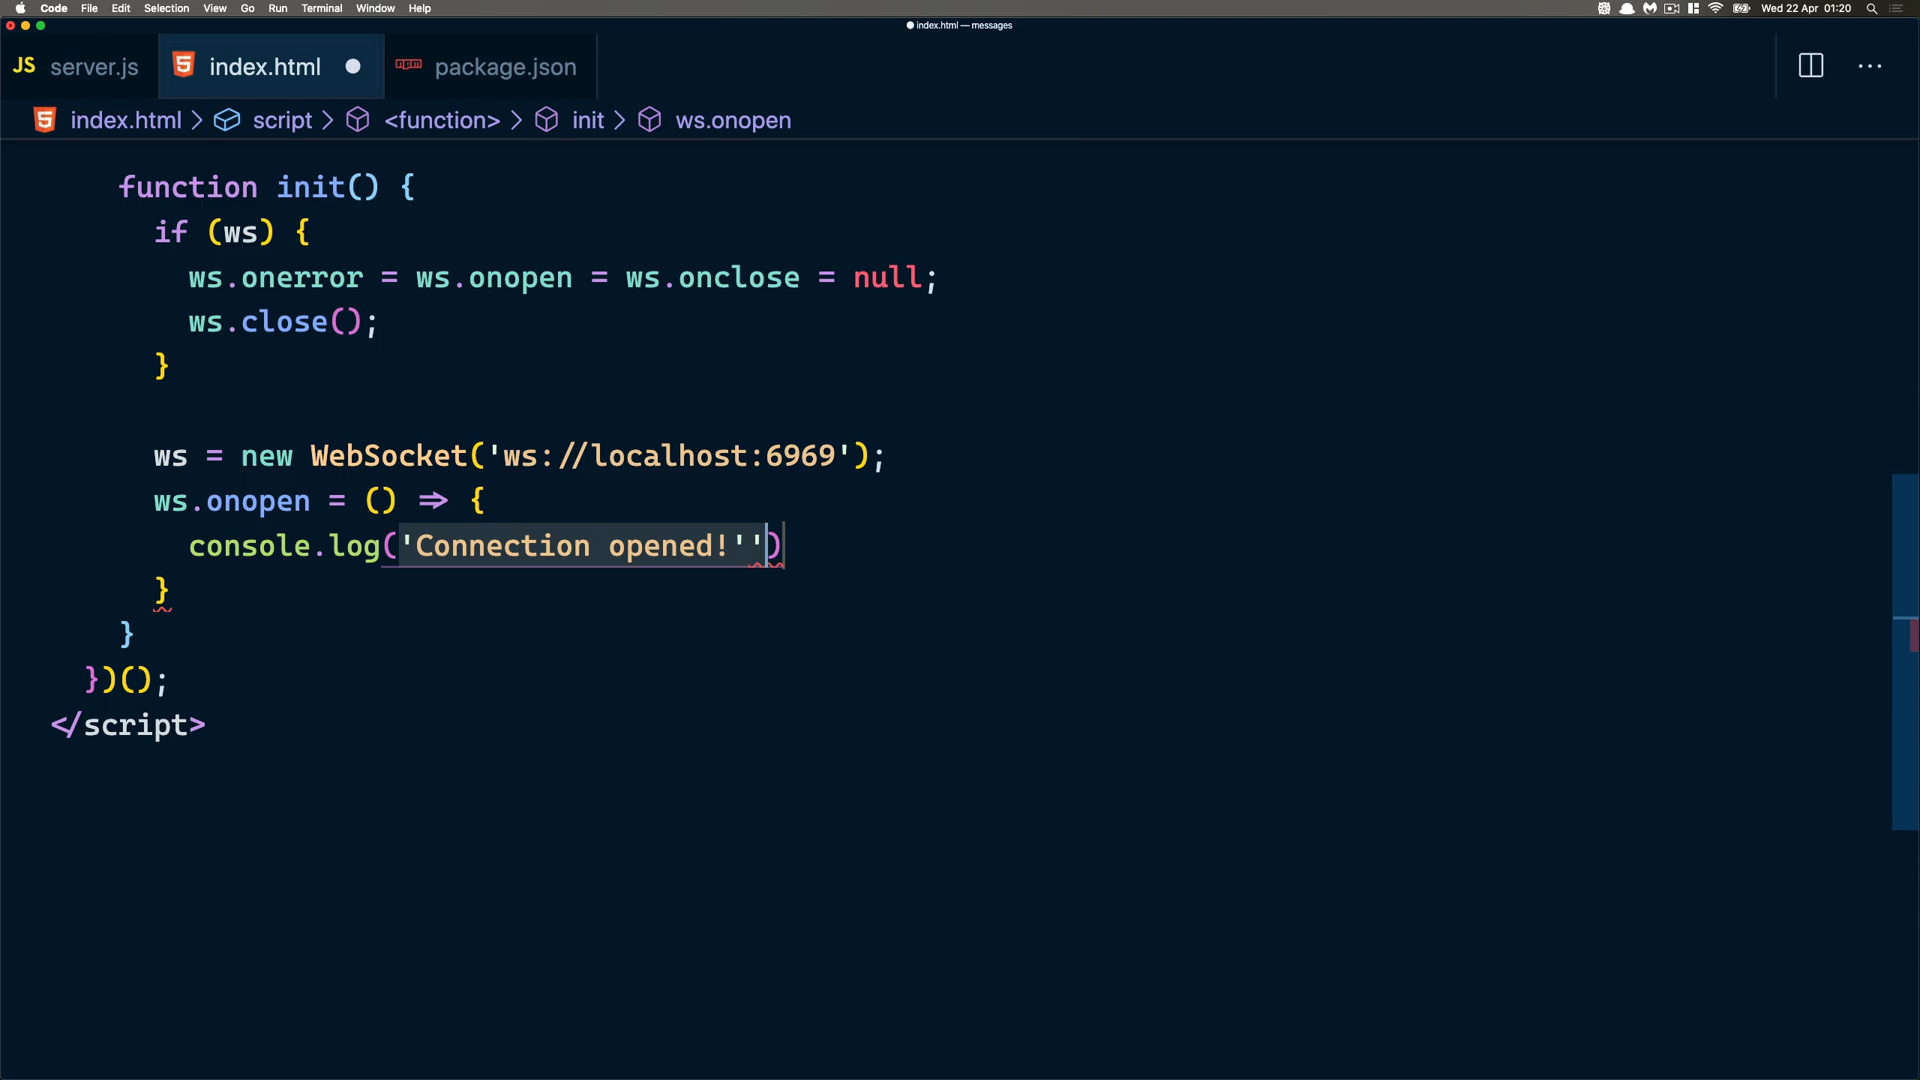 Code File Edit Selection View Go Run Terminal Window Help Wed 22 Apr 01:20
index.html — messages
JS server.js index.html package.json
index.html > script > <function> > init > ws.onopen
function init() {
if (ws) {
ws.onerror = ws.onopen = ws.onclose = null;
ws.close();
}
ws = new WebSocket('ws://localhost:6969');
ws.onopen = () => {
console.log('Connection opened!'')
}
}
})();
</script>